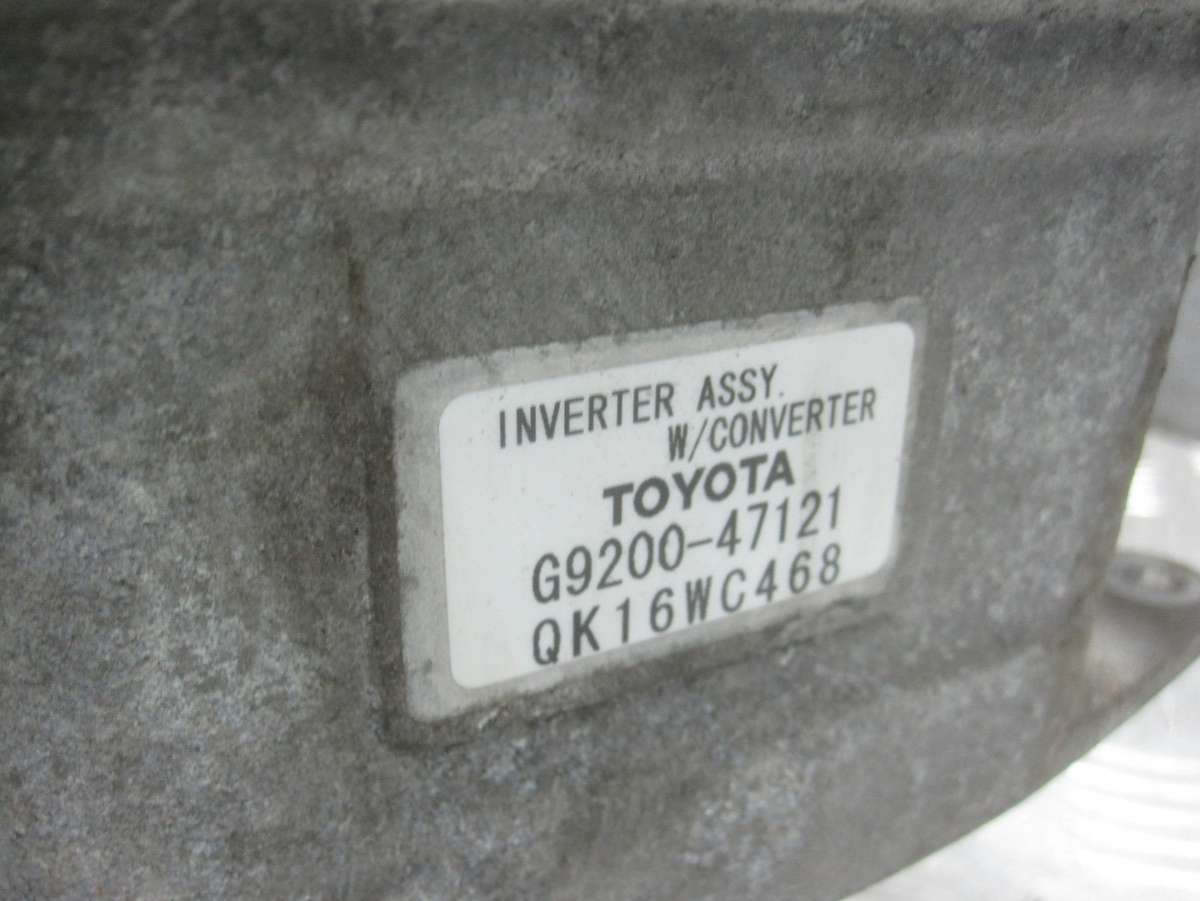 INVERTER ASSY.
W/CONVERTER
TOYOTA
G9200-47121
QK16WC468